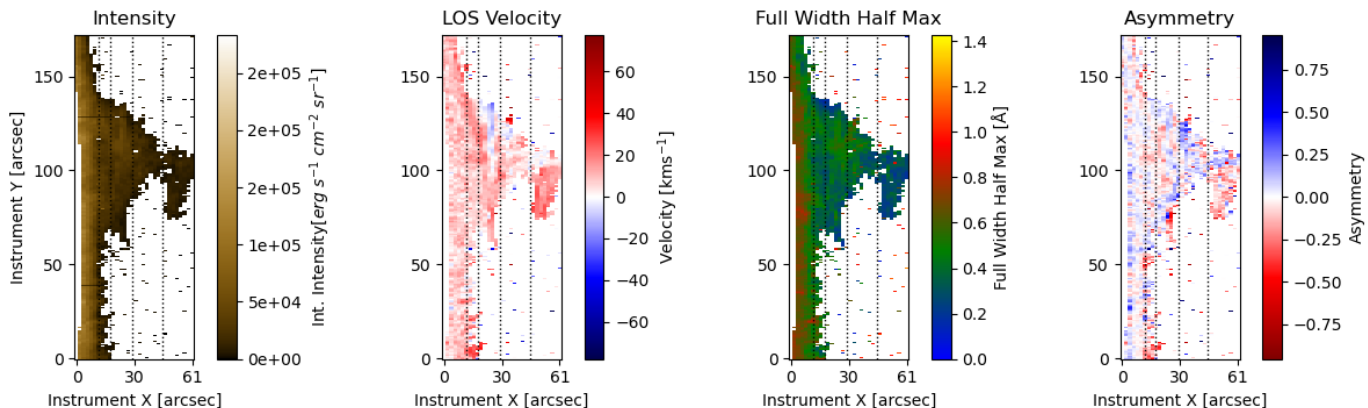 Intensity
LOS Velocity
Full Width Half Max
Asymmetry
Instrument Y [arcsec]
150
100
50
0
0 30 61
Instrument X [arcsec]
2e+05
2e+05
2e+05
1e+05
5e+04
0e+00
Int. Intensity[erg s⁻¹ cm⁻² sr⁻¹]
150
100
50
0
0 30 61
Instrument X [arcsec]
60
40
20
0
−20
−40
−60
Velocity [kms⁻¹]
150
100
50
0
0 30 61
Instrument X [arcsec]
1.4
1.2
1.0
0.8
0.6
0.4
0.2
0.0
Full Width Half Max [Å]
150
100
50
0
0 30 61
Instrument X [arcsec]
0.75
0.50
0.25
0.00
−0.25
−0.50
−0.75
Asymmetry